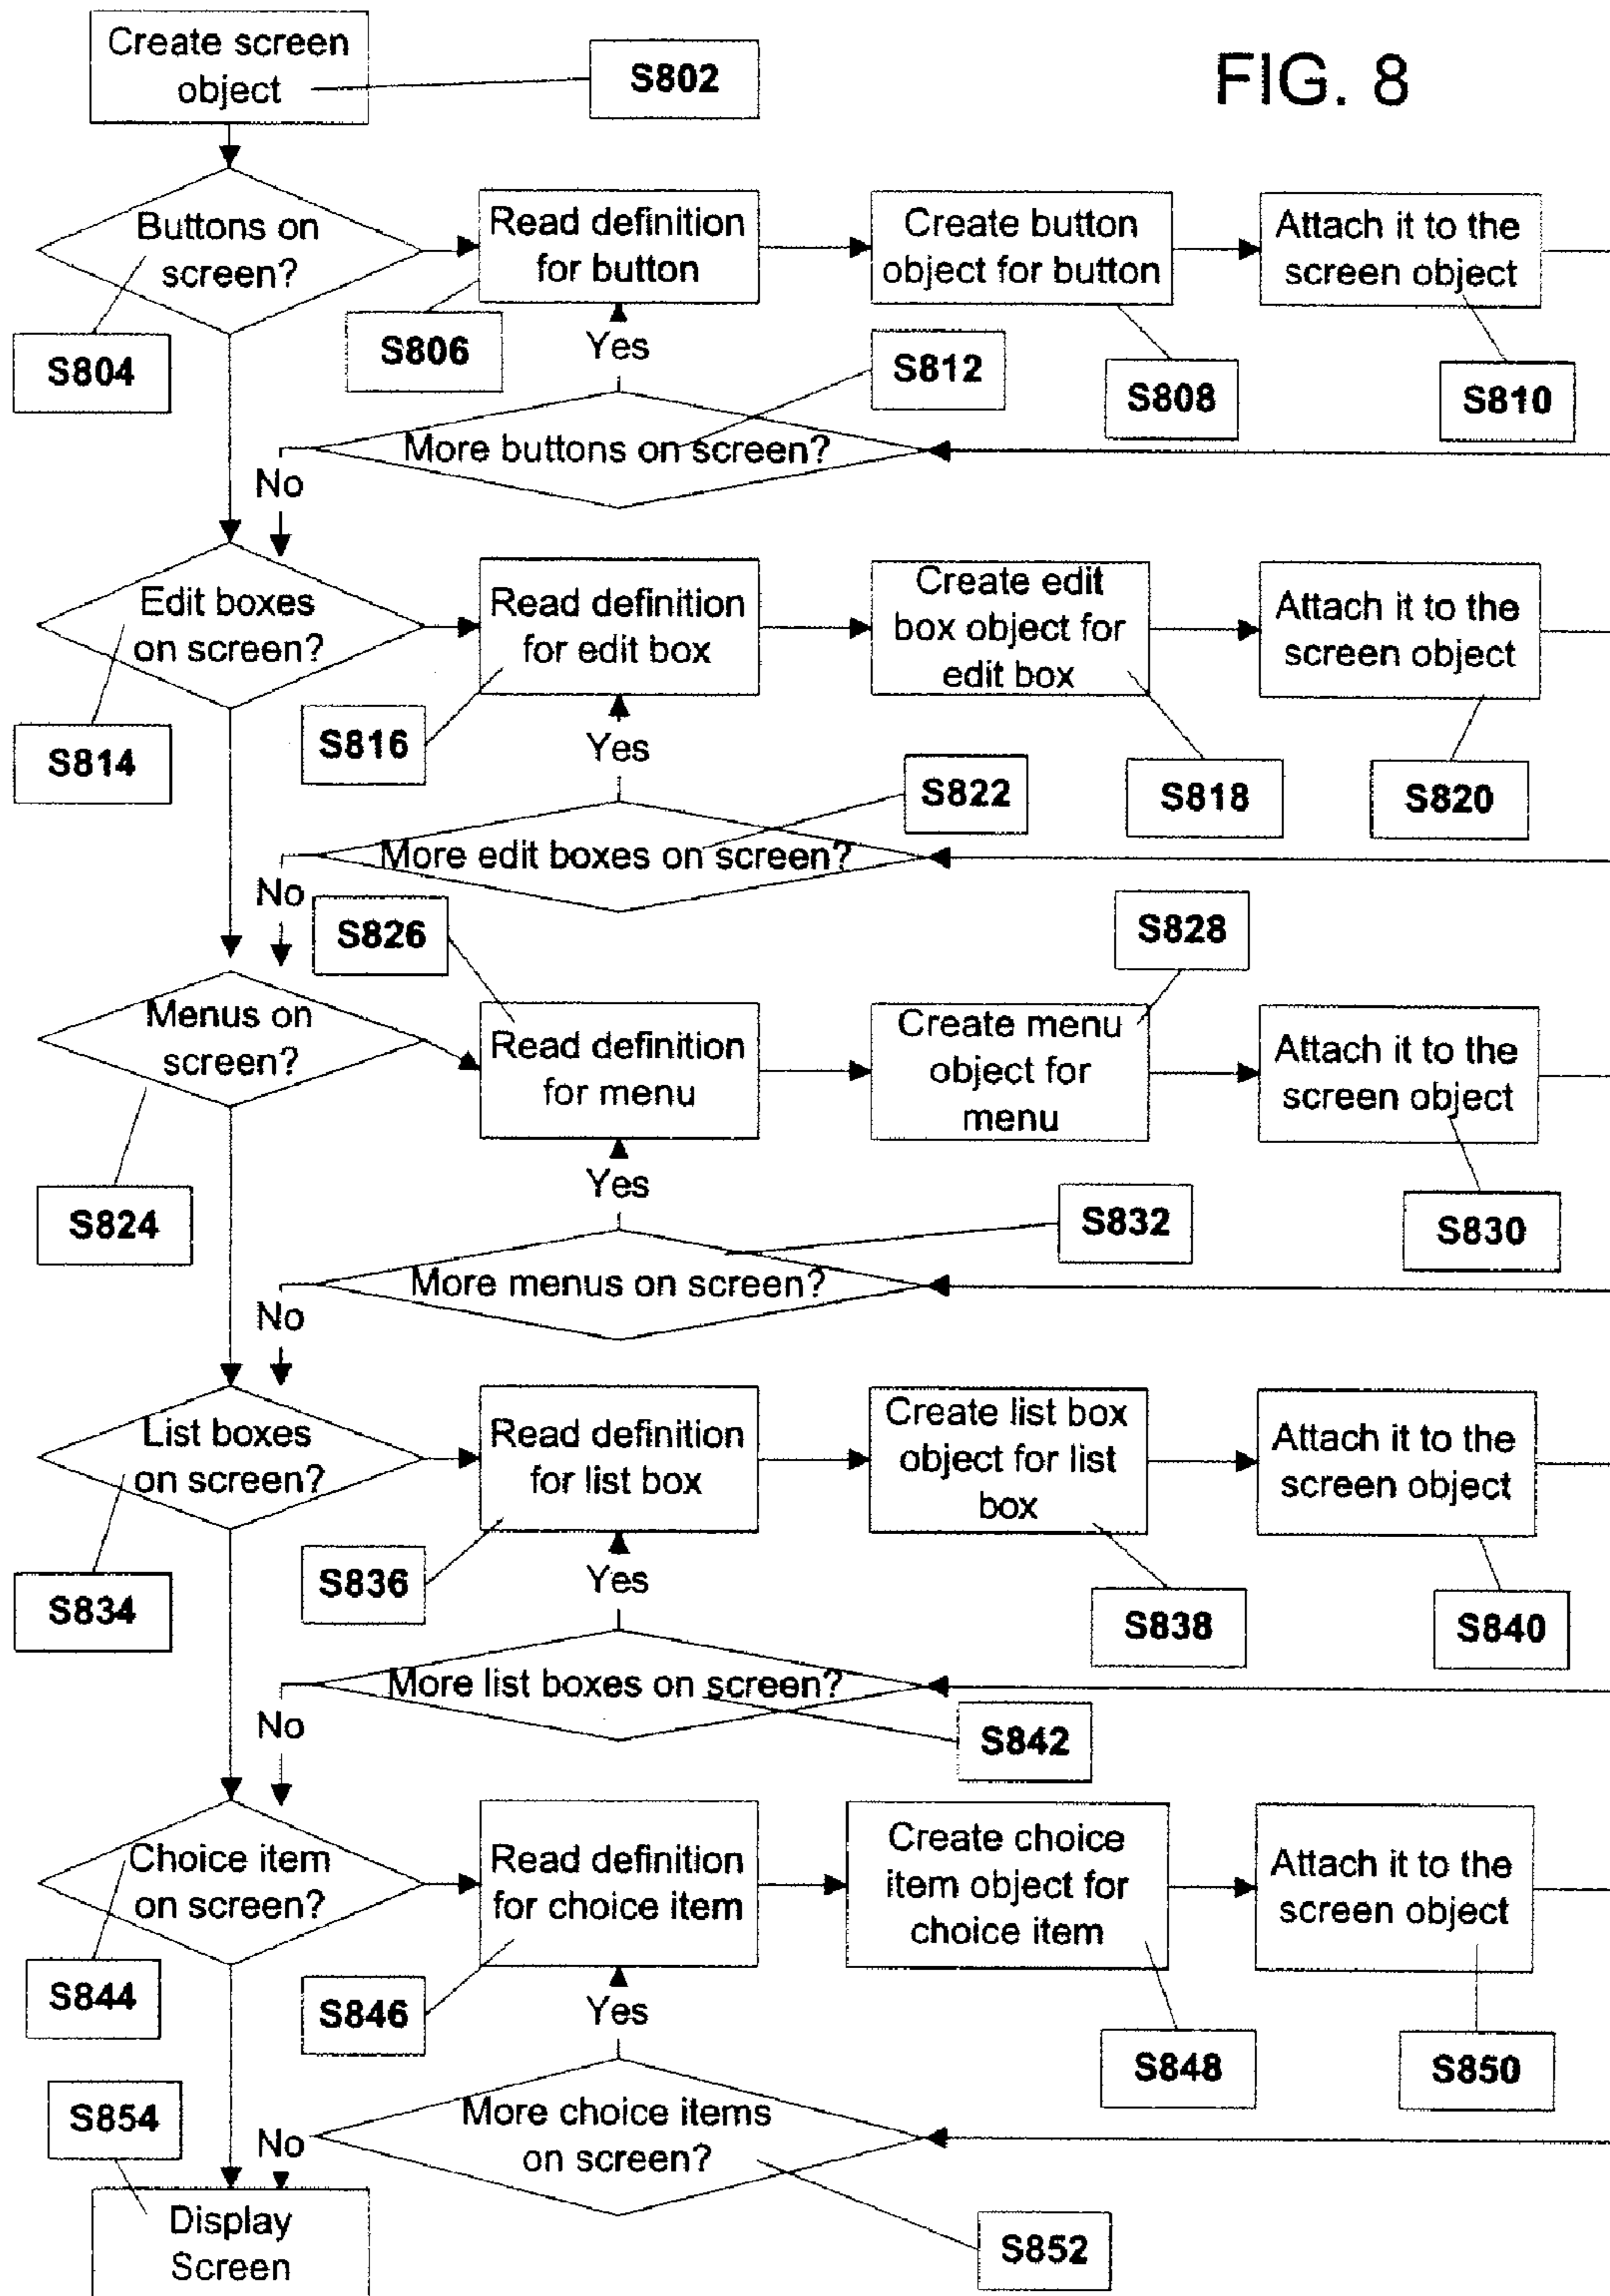 FIG. 8
Create screen
object
S802
Buttons on
screen?
S804
Read definition
for button
S806
Create button
object for button
S808
Attach it to the
screen object
S810
Yes
S812
More buttons on screen?
No
Edit boxes
on screen?
S814
Read definition
for edit box
S816
Create edit
box object for
edit box
S818
Attach it to the
screen object
S820
Yes
S822
More edit boxes on screen?
No
Menus on
screen?
S824
S826
Read definition
for menu
S828
Create menu
object for
menu
Attach it to the
screen object
S830
Yes
S832
More menus on screen?
No
List boxes
on screen?
S834
Read definition
for list box
S836
Create list box
object for list
box
S838
Attach it to the
screen object
S840
Yes
More list boxes on screen?
S842
No
Choice item
on screen?
S844
Read definition
for choice item
S846
Create choice
item object for
choice item
S848
Attach it to the
screen object
S850
Yes
More choice items
on screen?
S852
No
S854
Display
Screen